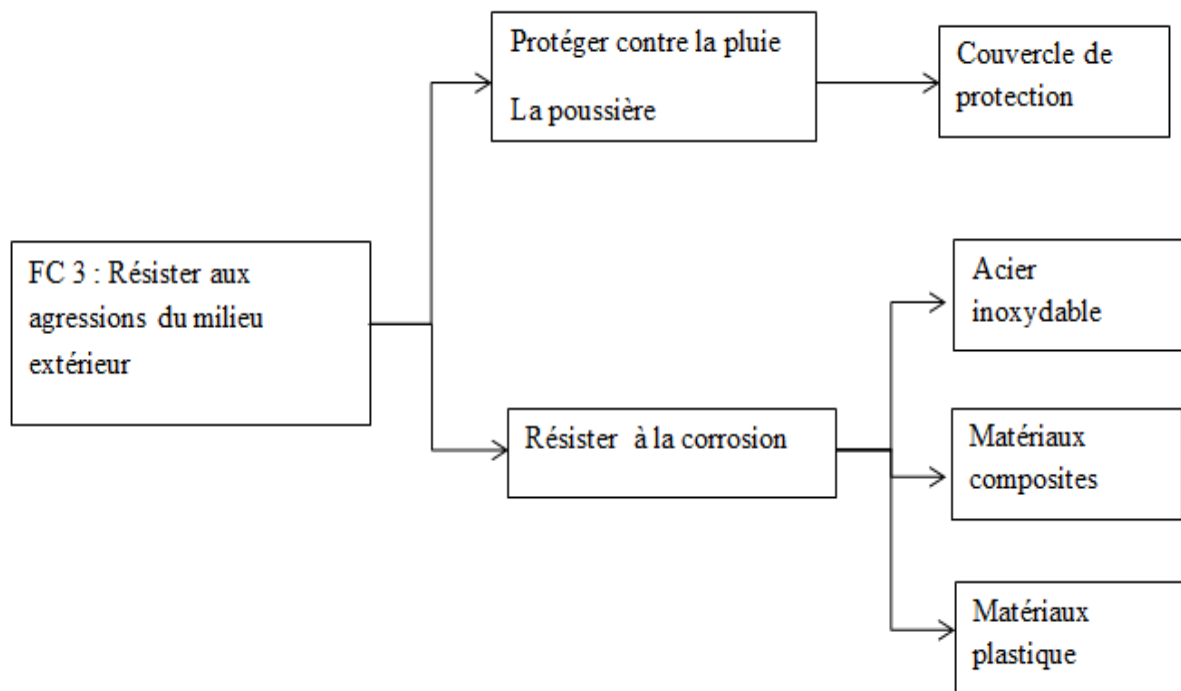 Protéger contre la pluie
La poussière
Couvercle de
protection
FC 3 : Résister aux
agressions du milieu
extérieur
Acier
inoxydable
Résister à la corrosion
Matériaux
composites
Matériaux
plastique